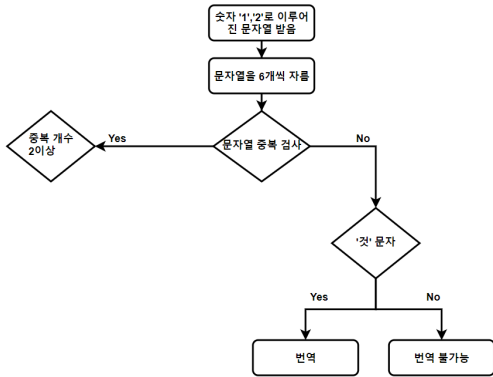 숫자 '1','2'로 이루어
진 문자열 받음
문자열을 6개씩 자름
중복 개수
2이상
Yes
문자열 중복 검사
No
'것' 문자
Yes
No
번역
번역 불가능